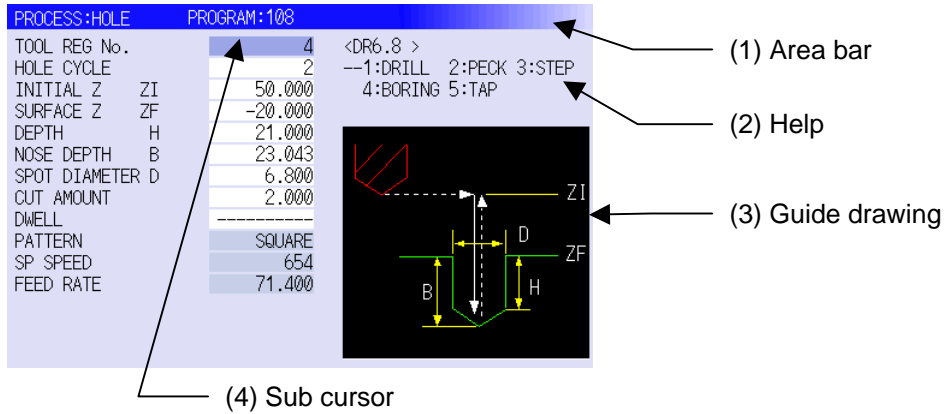 PROCESS:HOLE PROGRAM:108
TOOL REG No. 4
HOLE CYCLE 2
INITIAL Z ZI 50.000
SURFACE Z ZF -20.000
DEPTH H 21.000
NOSE DEPTH B 23.043
SPOT DIAMETER D 6.800
CUT AMOUNT 2.000
DWELL ----------
PATTERN SQUARE
SP SPEED 654
FEED RATE 71.400
<DR6.8 >
--1:DRILL 2:PECK 3:STEP
4:BORING 5:TAP
ZI
D
ZF
B
H
(1) Area bar
(2) Help
(3) Guide drawing
(4) Sub cursor